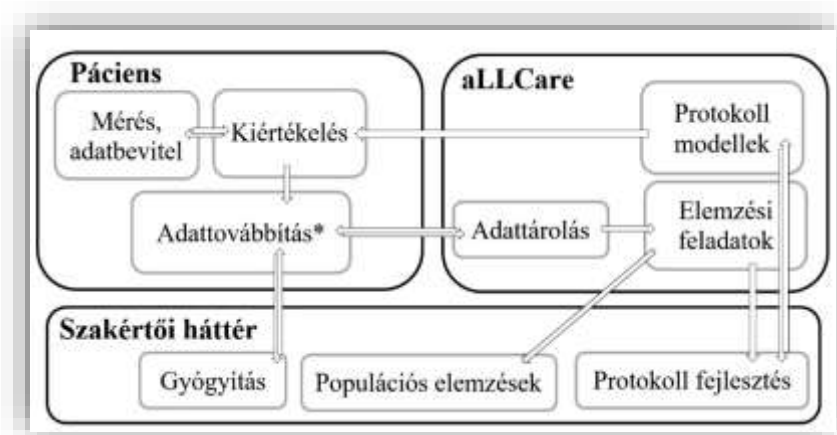 Páciens
Mérés,
adatbevitel
Kiértékelés
Adattovábbítás*
aLLCare
Protokoll
modellek
Adattárolás
Elemzési
feladatok
Szakértői háttér
Gyógyítás
Populációs elemzések
Protokoll fejlesztés